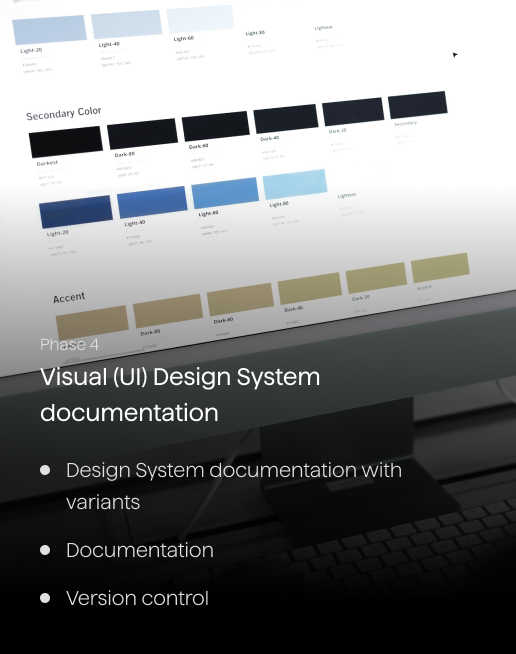 Light-20
Light-40
Light-60
Light-80
Lightest
Secondary Color
Darkest
Dark-80
Dark-60
Dark-40
Dark-20
Secondary
Light-20
Light-40
Light-60
Light-80
Lightest
Accent
Dark-80
Dark-60
Dark-40
Dark-20
Accent
Phase 4
Visual (UI) Design System
documentation
Design System documentation with
variants
Documentation
Version control